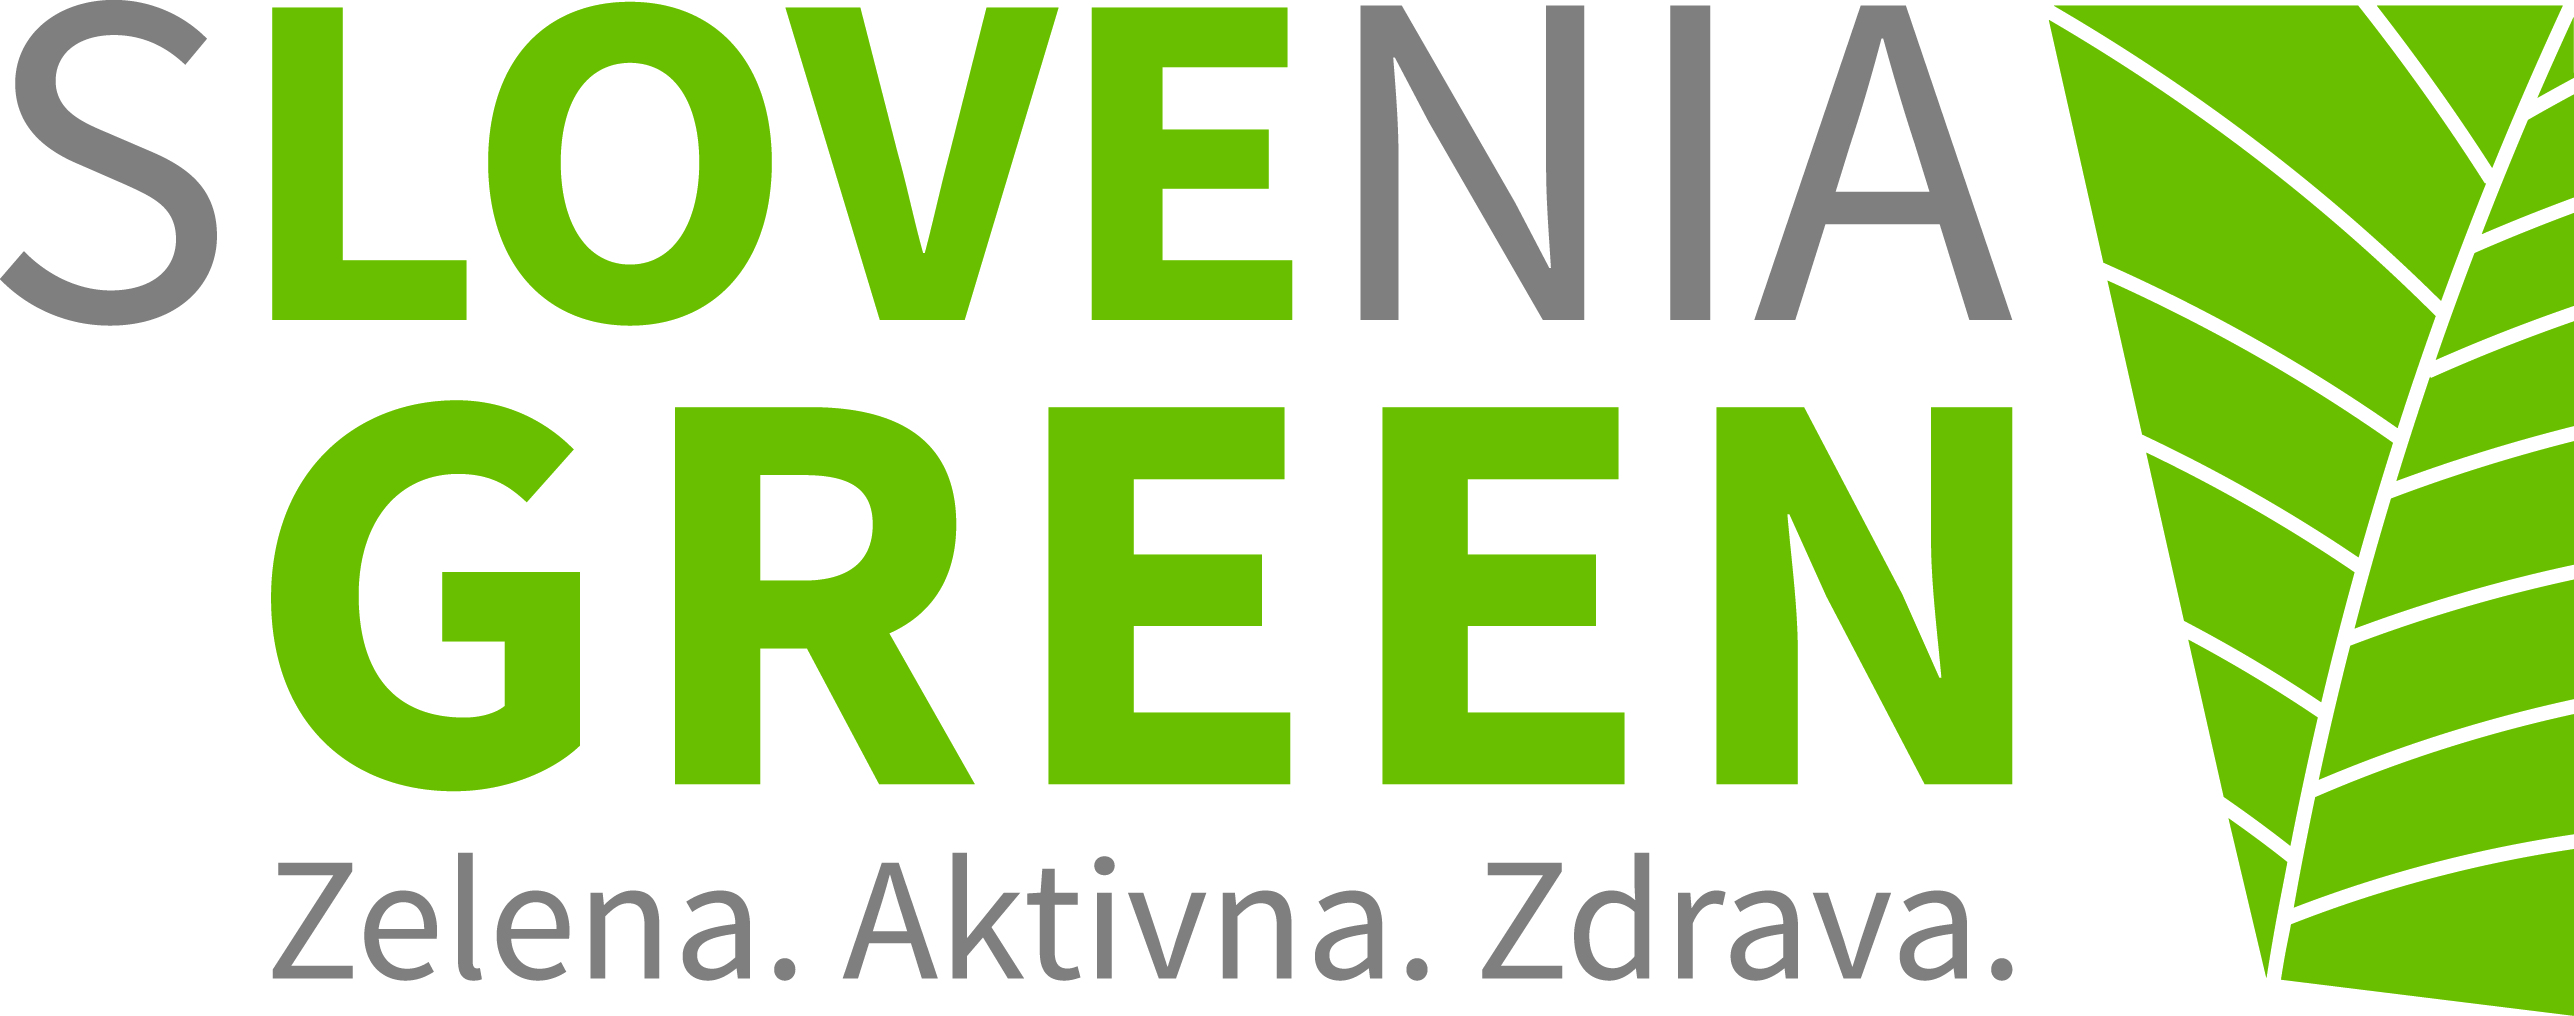 SLOVENIA
GREEN
Zelena. Aktivna. Zdrava.